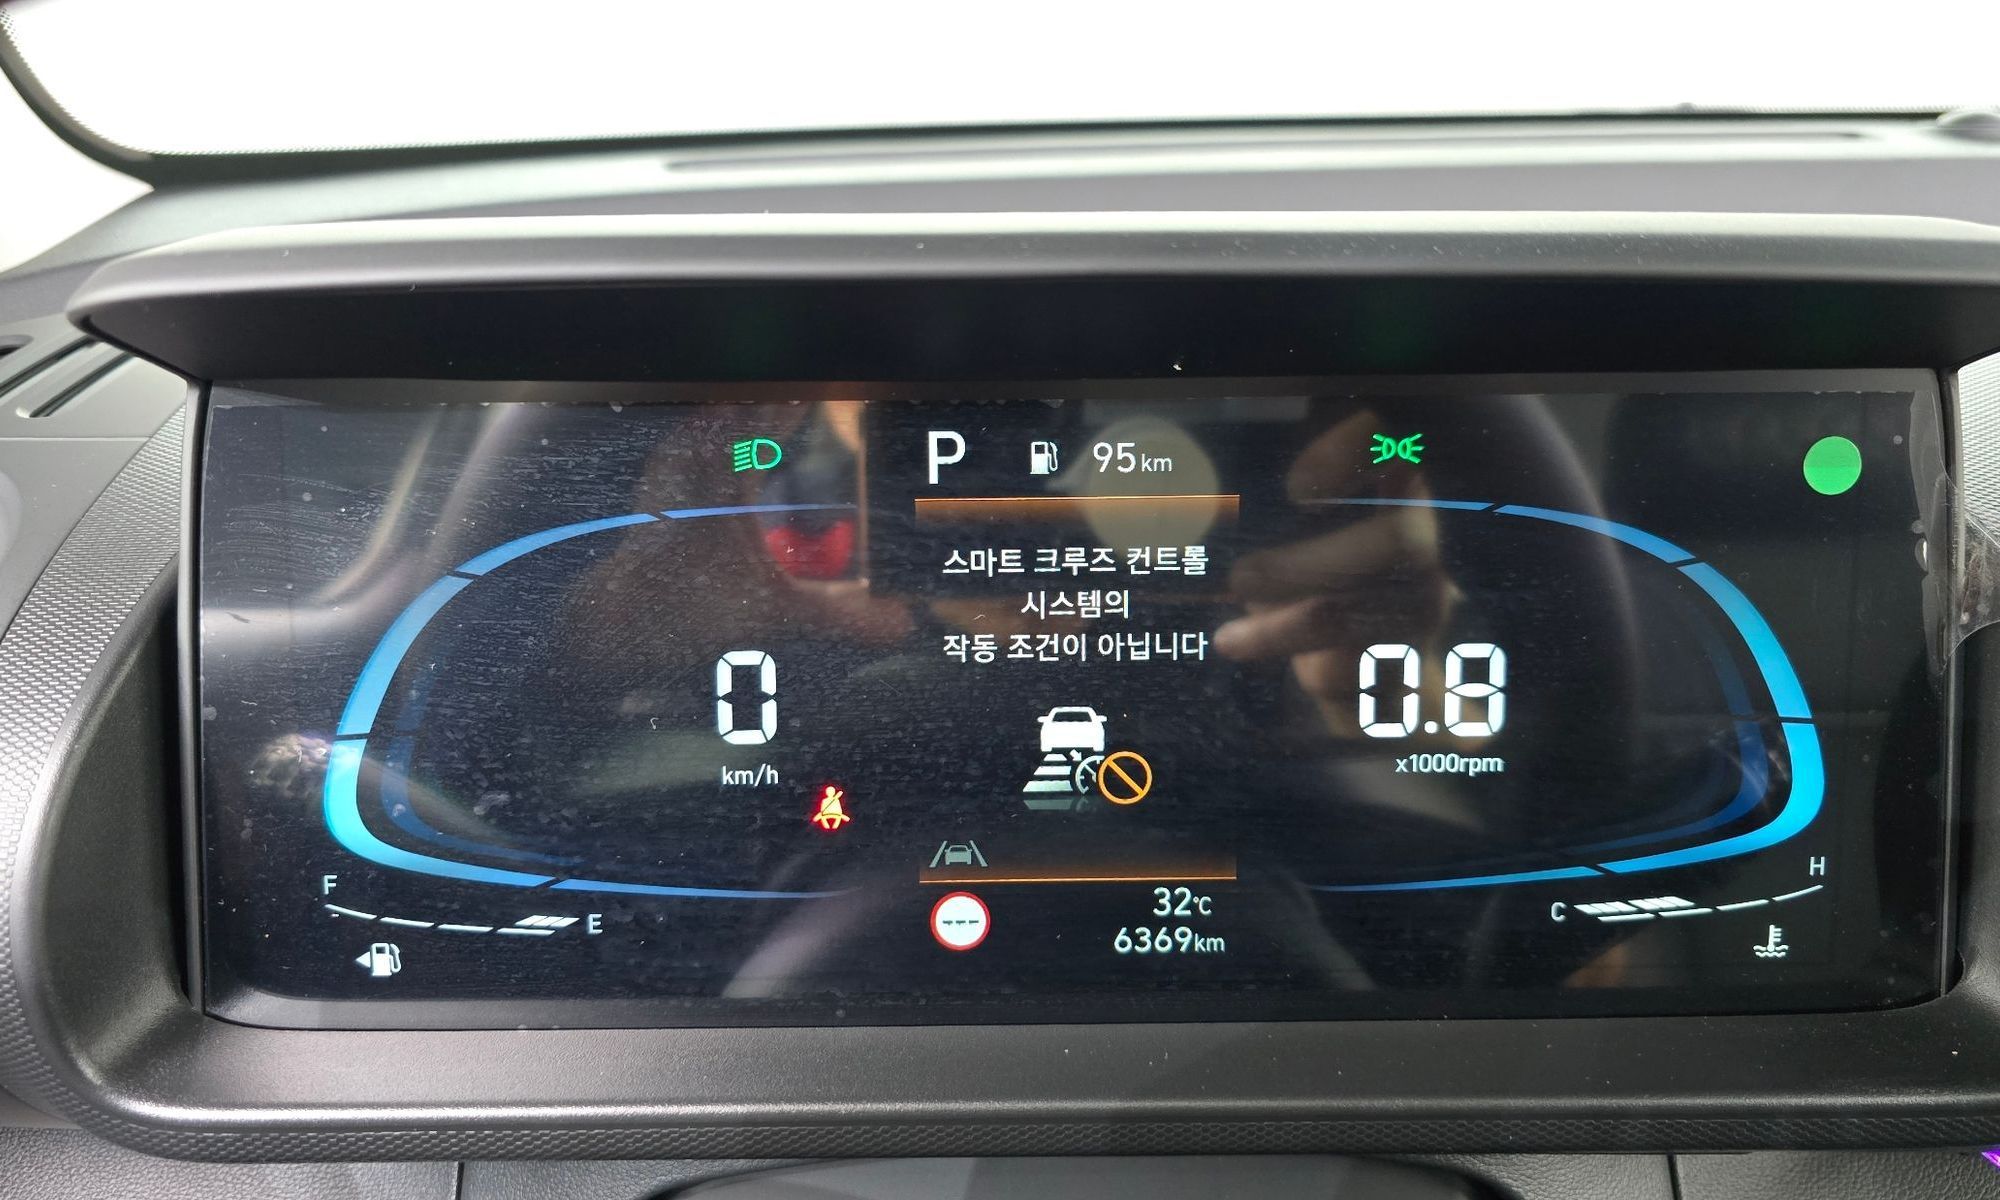 P 95km
스마트 크루즈 컨트롤
시스템의
작동 조건이 아닙니다
0
km/h
0.8
x1000rpm
F
E
C
H
---
32°C
6369km